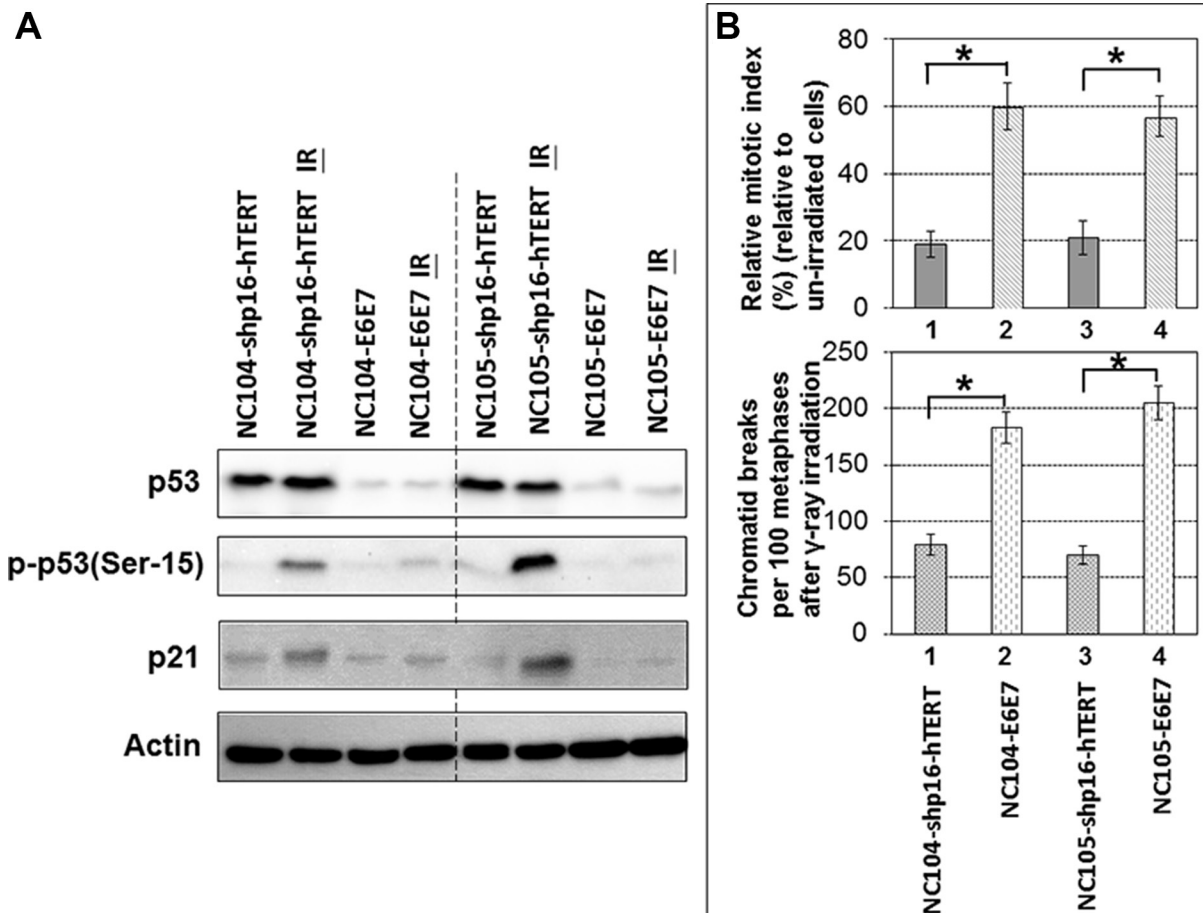 A
NC104-shp16-hTERT
NC104-shp16-hTERT IR
NC104-E6E7
NC104-E6E7 IR
NC105-shp16-hTERT
NC105-shp16-hTERT IR
NC105-E6E7
NC105-E6E7 IR
p53
p-p53(Ser-15)
p21
Actin
B
Relative mitotic index
(%) (relative to
un-irradiated cells)
80
60
40
20
0
*
*
1 2 3 4
Chromatid breaks
per 100 metaphases
after γ-ray irradiation
250
200
150
100
50
0
*
*
1 2 3 4
NC104-shp16-hTERT
NC104-E6E7
NC105-shp16-hTERT
NC105-E6E7